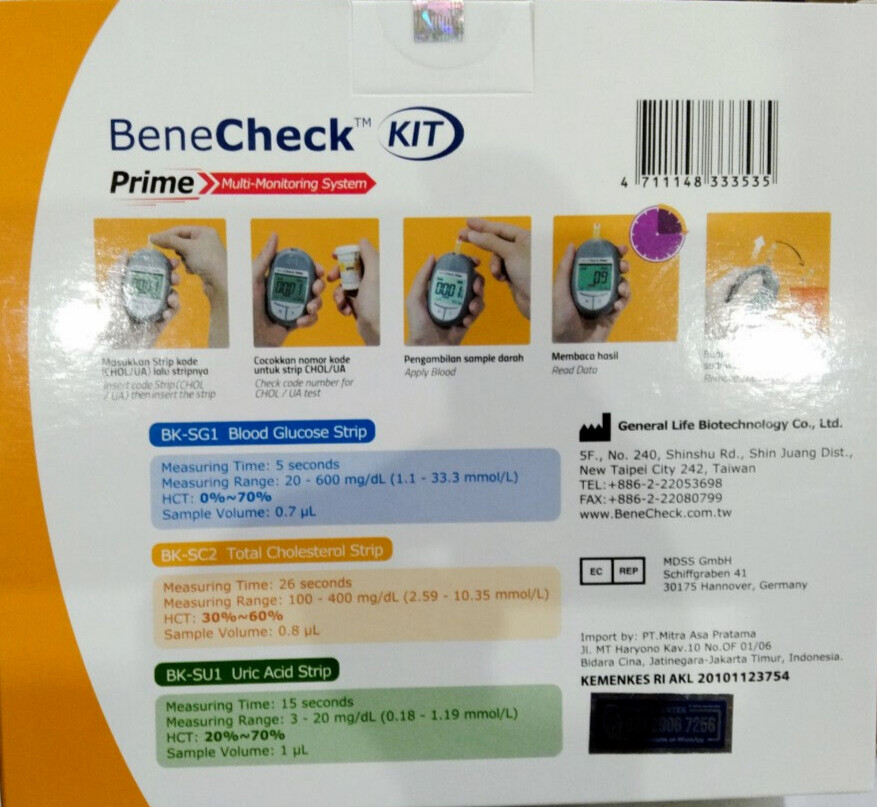 BeneCheck™ KIT
Prime Multi-Monitoring System
4 711148 333535
Masukkan Strip kode
(CHOL/UA) lalu stripnya
Insert code Strip (CHOL
/ UA) then insert the strip
Cocokkan nomor kode
untuk strip CHOL/UA
Check code number for
CHOL / UA test
Pengambilan sample darah
Apply Blood
Membaca hasil
Read Data
BK-SG1 Blood Glucose Strip
Measuring Time: 5 seconds
Measuring Range: 20 - 600 mg/dL (1.1 - 33.3 mmol/L)
HCT: 0%~70%
Sample Volume: 0.7 µL
BK-SC2 Total Cholesterol Strip
Measuring Time: 26 seconds
Measuring Range: 100 - 400 mg/dL (2.59 - 10.35 mmol/L)
HCT: 30%~60%
Sample Volume: 0.8 µL
BK-SU1 Uric Acid Strip
Measuring Time: 15 seconds
Measuring Range: 3 - 20 mg/dL (0.18 - 1.19 mmol/L)
HCT: 20%~70%
Sample Volume: 1 µL
General Life Biotechnology Co., Ltd.
5F., No. 240, Shinshu Rd., Shin Juang Dist.,
New Taipei City 242, Taiwan
TEL:+886-2-22053698
FAX:+886-2-22080799
www.BeneCheck.com.tw
EC REP
MDSS GmbH
Schiffgraben 41
30175 Hannover, Germany
Import by: PT.Mitra Asa Pratama
Jl. MT Haryono Kav.10 No.OF 01/06
Bidara Cina, Jatinegara-Jakarta Timur, Indonesia.
KEMENKES RI AKL 20101123754